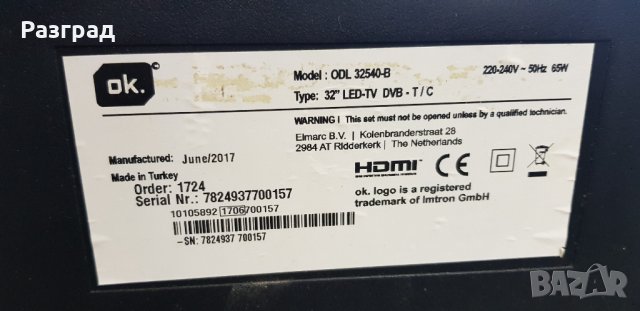 Разград
ok.©
Model : ODL 32540-B
220-240V ~ 50Hz 65W
Type: 32" LED-TV DVB - T / C
WARNING ! This set must not be opened unless by a qualified technician.
Elmarc B.V. | Kolenbranderstraat 28
2984 AT Ridderkerk | The Netherlands
Manufactured: June/2017
Made in Turkey
Order: 1724
Serial Nr.: 7824937700157
10105892 1706 700157
-SN: 7824937 700157
HDMI
CE
ok. logo is a registered
trademark of Imtron GmbH
BAZAR